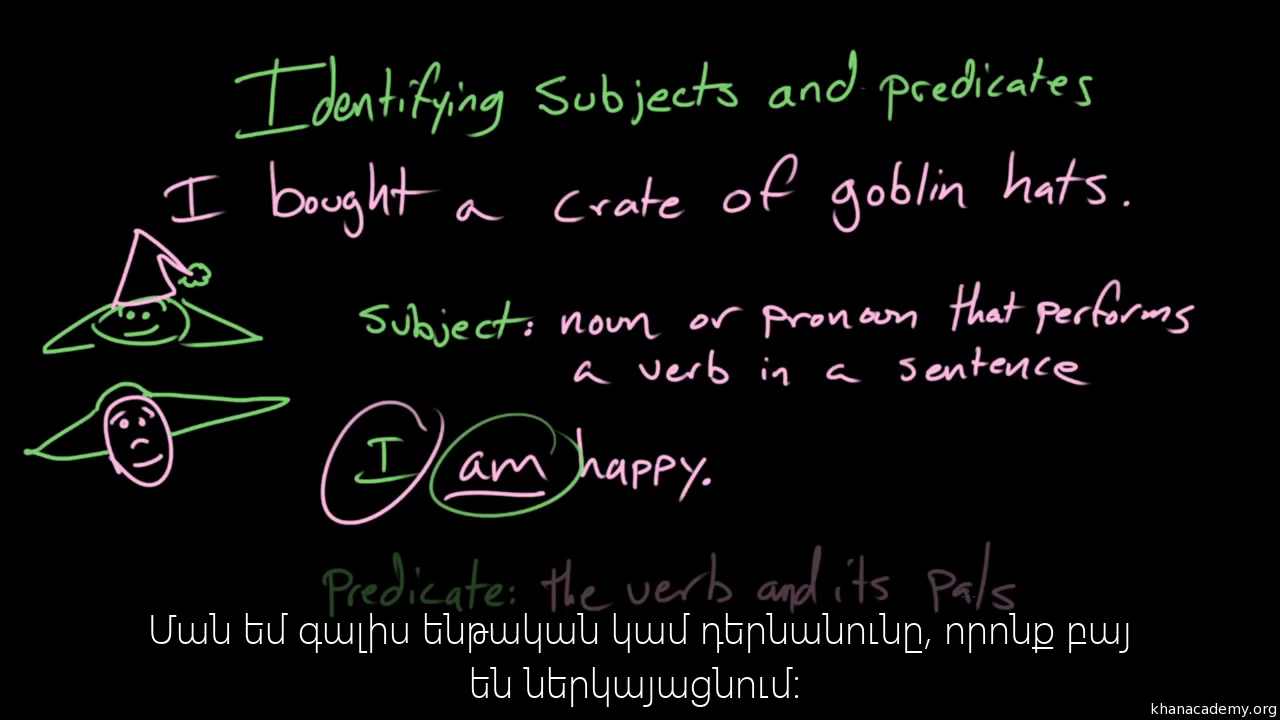 Identifying subjects and predicates
I bought a crate of goblin hats.
subject: noun or pronoun that performs
a verb in a sentence
I am happy.
Predicate: the verb and its pals
Ման եմ գալիս ենթական կամ դերնանունը, որոնք բայ
են ներկայացնում:
khanacademy.org